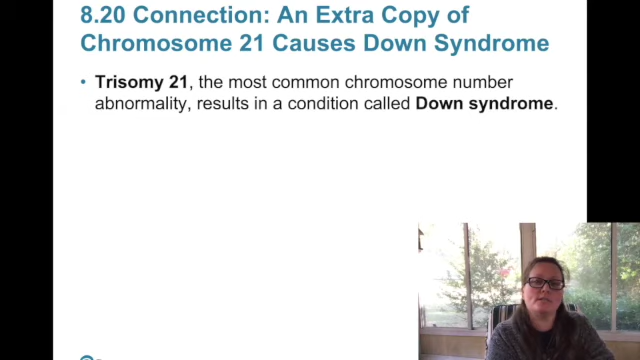 8.20 Connection: An Extra Copy of
Chromosome 21 Causes Down Syndrome
• Trisomy 21, the most common chromosome number
abnormality, results in a condition called Down syndrome.